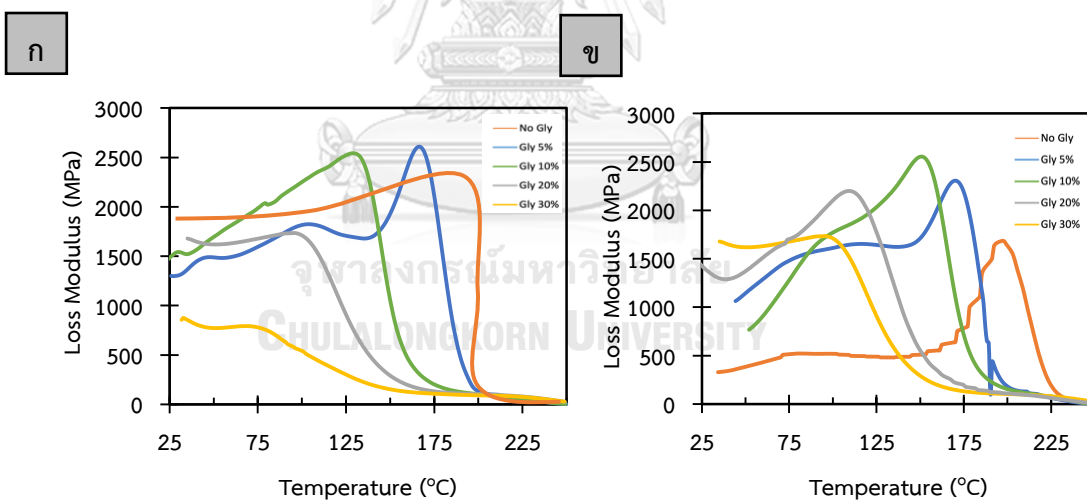 ก
ข
3000
2500
2000
1500
1000
500
0
Loss Modulus (MPa)
25
75
125
175
225
Temperature (°C)
No Gly
Gly 5%
Gly 10%
Gly 20%
Gly 30%
3000
2500
2000
1500
1000
500
0
Loss Modulus (MPa)
25
75
125
175
225
Temperature (°C)
No Gly
Gly 5%
Gly 10%
Gly 20%
Gly 30%
จุฬาลงกรณ์มหาวิทยาลัย
CHULALONGKORN UNIVERSITY